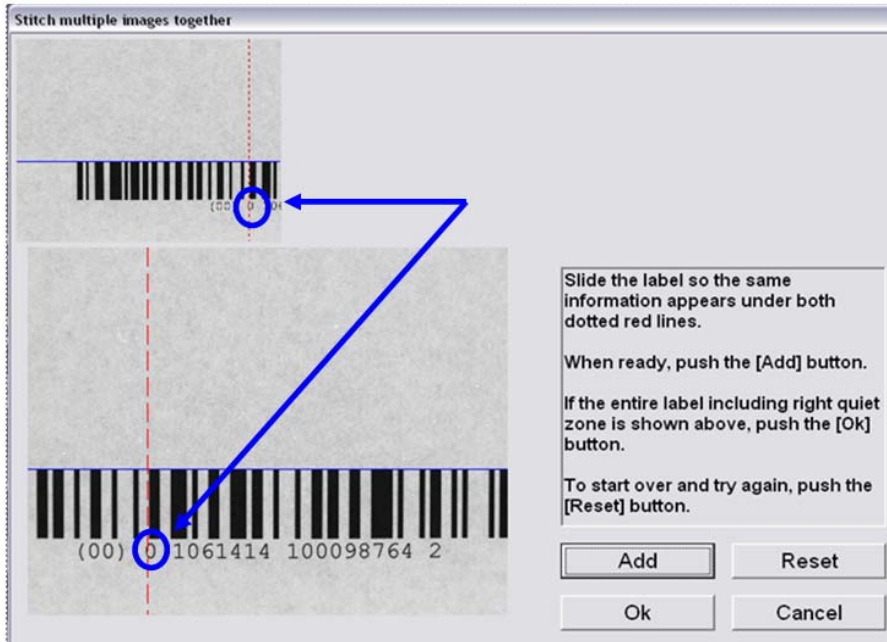 Stitch multiple images together
(00) 0
(00) 0 1061414 100098764 2
Slide the label so the same
information appears under both
dotted red lines.
When ready, push the [Add] button.
If the entire label including right quiet
zone is shown above, push the [Ok]
button.
To start over and try again, push the
[Reset] button.
Add
Reset
Ok
Cancel